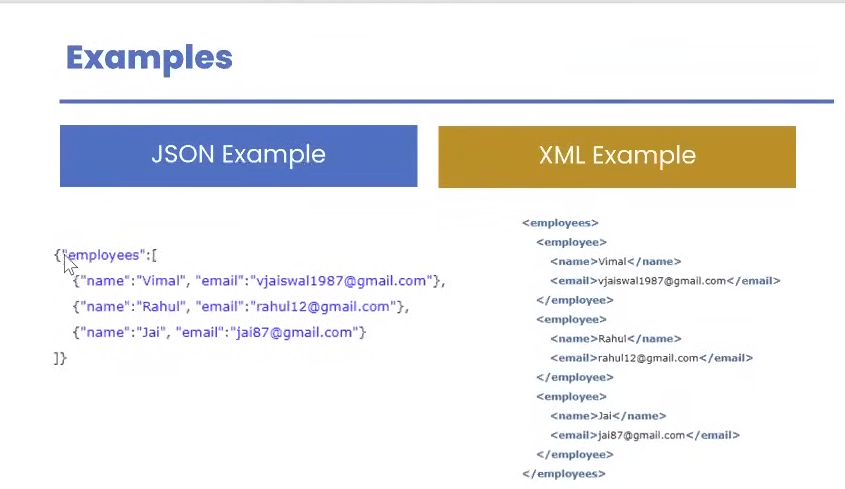 Examples
JSON Example
{"employees":[
{"name":"Vimal", "email":"vjaiswal1987@gmail.com"},
{"name":"Rahul", "email":"rahul12@gmail.com"},
{"name":"Jai", "email":"jai87@gmail.com"}
]}
XML Example
<employees>
<employee>
<name>Vimal</name>
<email>vjaiswal1987@gmail.com</email>
</employee>
<employee>
<name>Rahul</name>
<email>rahul12@gmail.com</email>
</employee>
<employee>
<name>Jai</name>
<email>jai87@gmail.com</email>
</employee>
</employees>